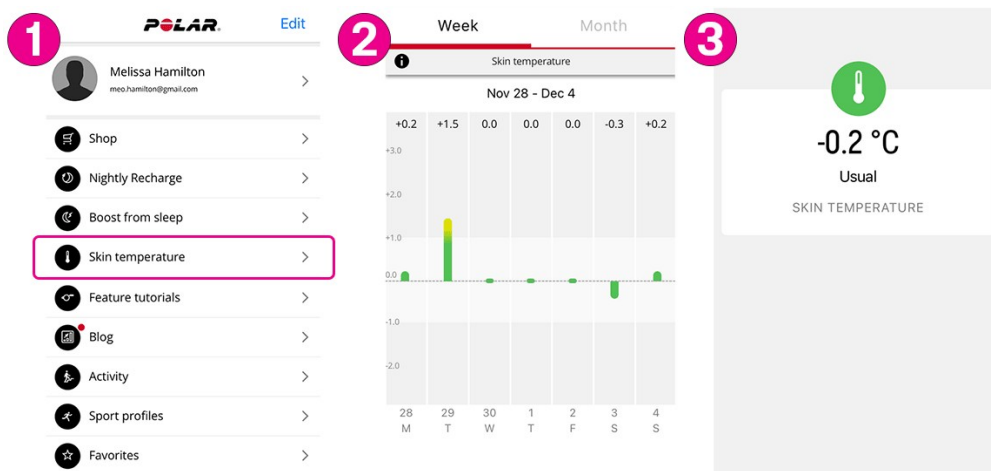 1
POLAR.
Edit
Melissa Hamilton
meo.hamilton@gmail.com
Shop
Nightly Recharge
Boost from sleep
Skin temperature
Feature tutorials
Blog
Activity
Sport profiles
Favorites
2
Week Month
Skin temperature
Nov 28 - Dec 4
+0.2 +1.5 0.0 0.0 0.0 -0.3 +0.2
+3.0
+2.0
+1.0
0.0
-1.0
-2.0
28 29 30 1 2 3 4
M T W T F S S
3
-0.2 °C
Usual
SKIN TEMPERATURE